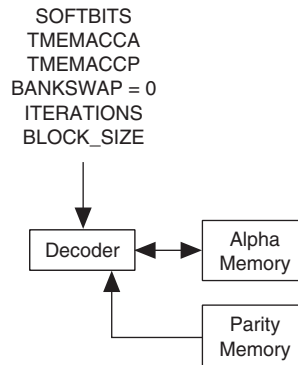 SOFTBITS
TMEMACCA
TMEMACCP
BANKSWAP = 0
ITERATIONS
BLOCK_SIZE
Decoder
Alpha
Memory
Parity
Memory